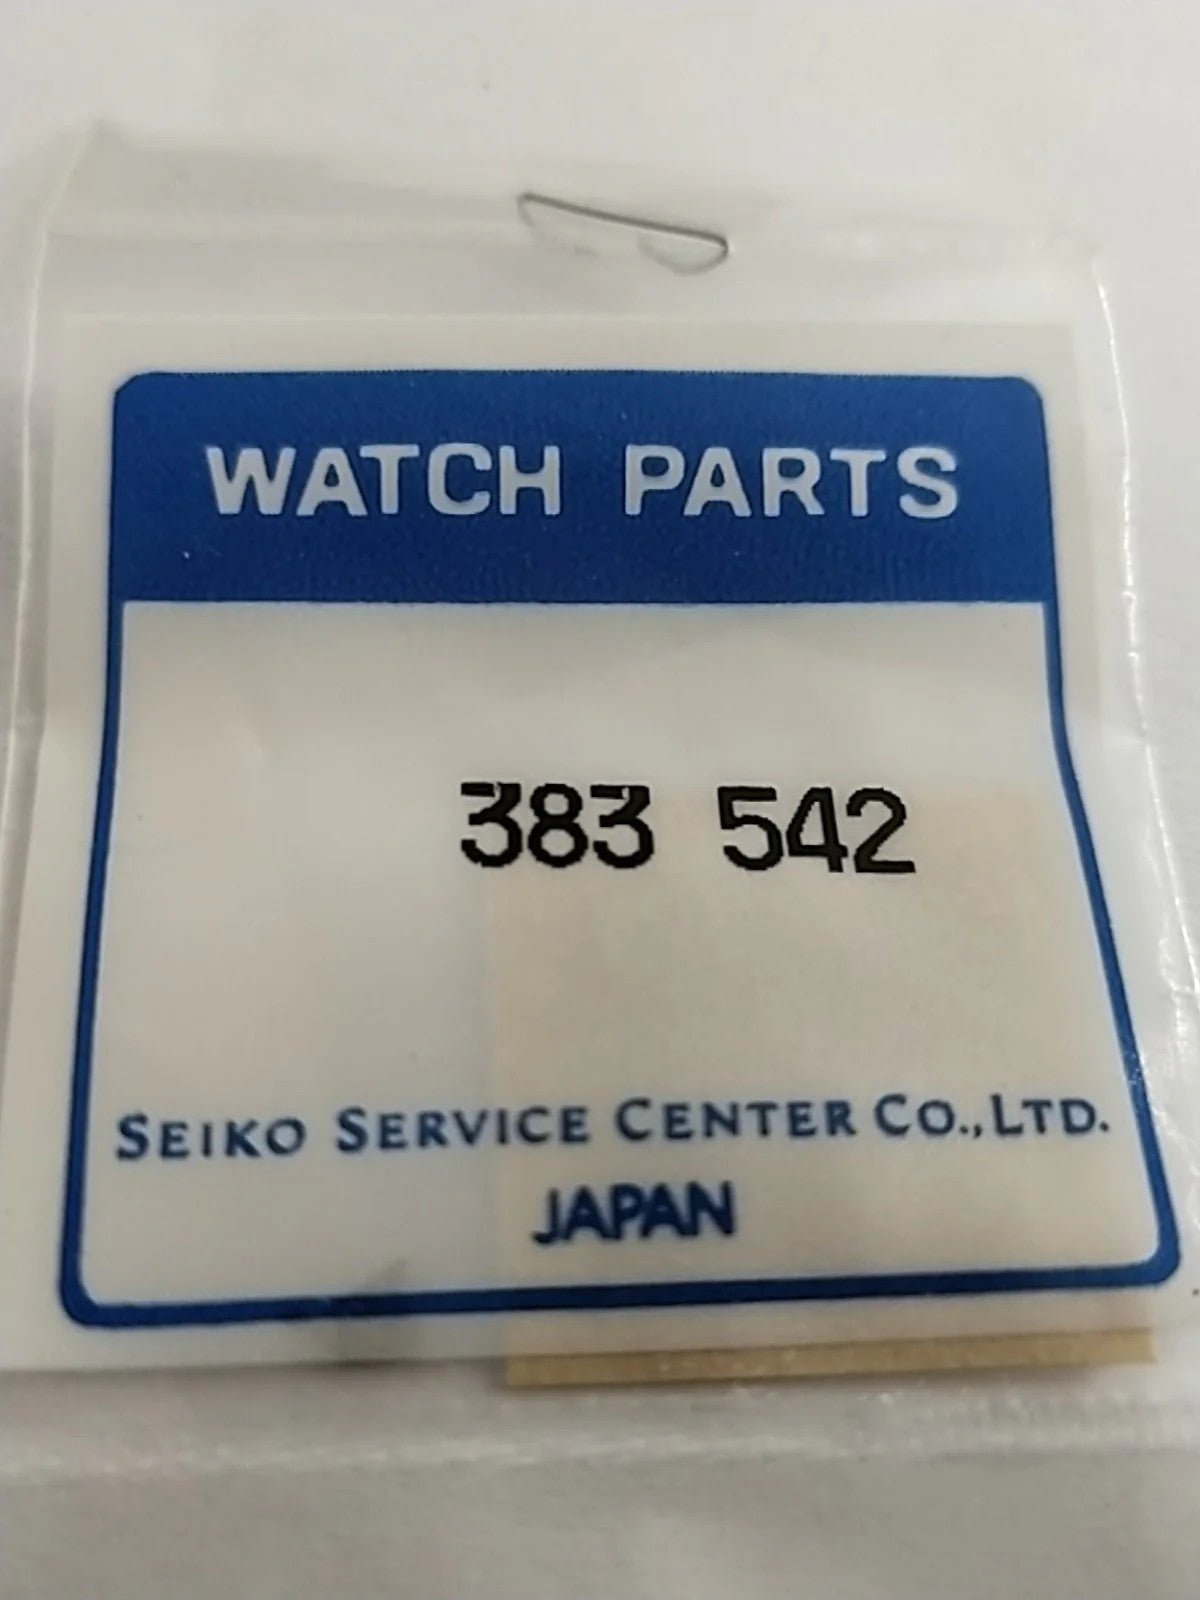 WATCH PARTS
383 542
SEIKO SERVICE CENTER CO., LTD.
JAPAN